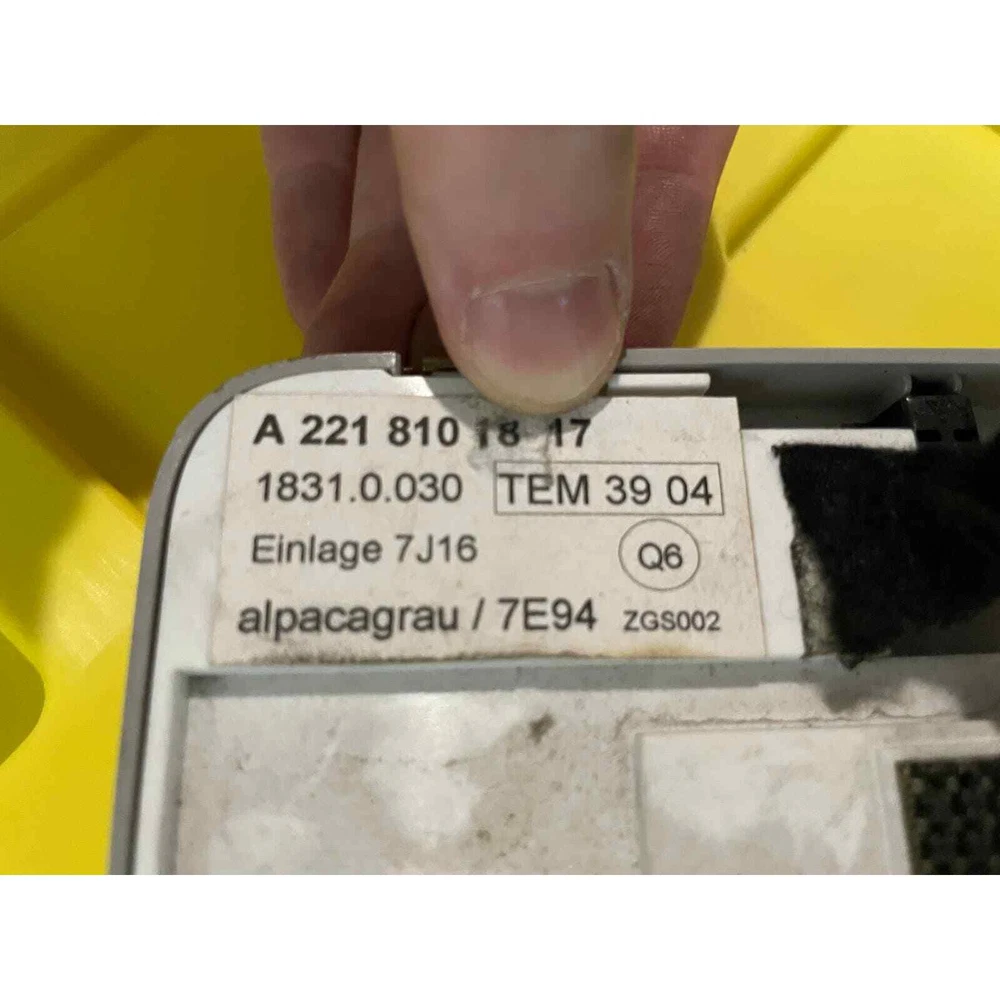 A 221 810 18 17
1831.0.030 TEM 39 04
Einlage 7J16 Q6
alpacagrau / 7E94 ZGS002